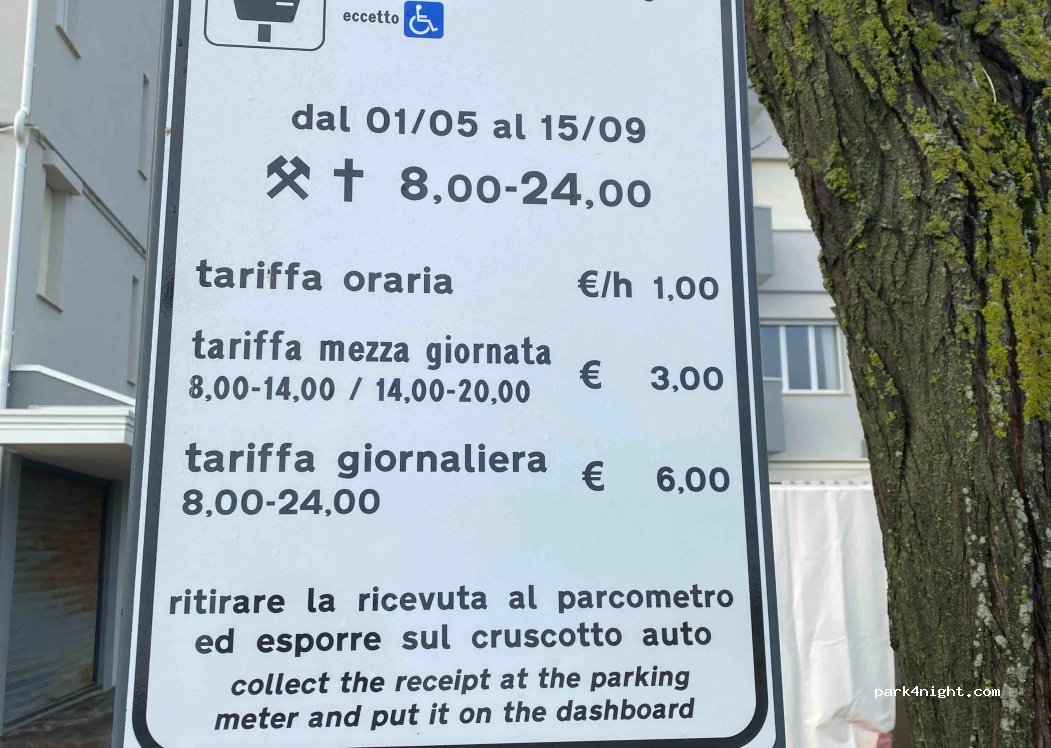 eccetto
dal 01/05 al 15/09
⚒ ✝ 8,00-24,00
tariffa oraria €/h 1,00
tariffa mezza giornata
8,00-14,00 / 14,00-20,00 € 3,00
tariffa giornaliera
8,00-24,00 € 6,00
ritirare la ricevuta al parcometro
ed esporre sul cruscotto auto
collect the receipt at the parking
meter and put it on the dashboard
park4night.com